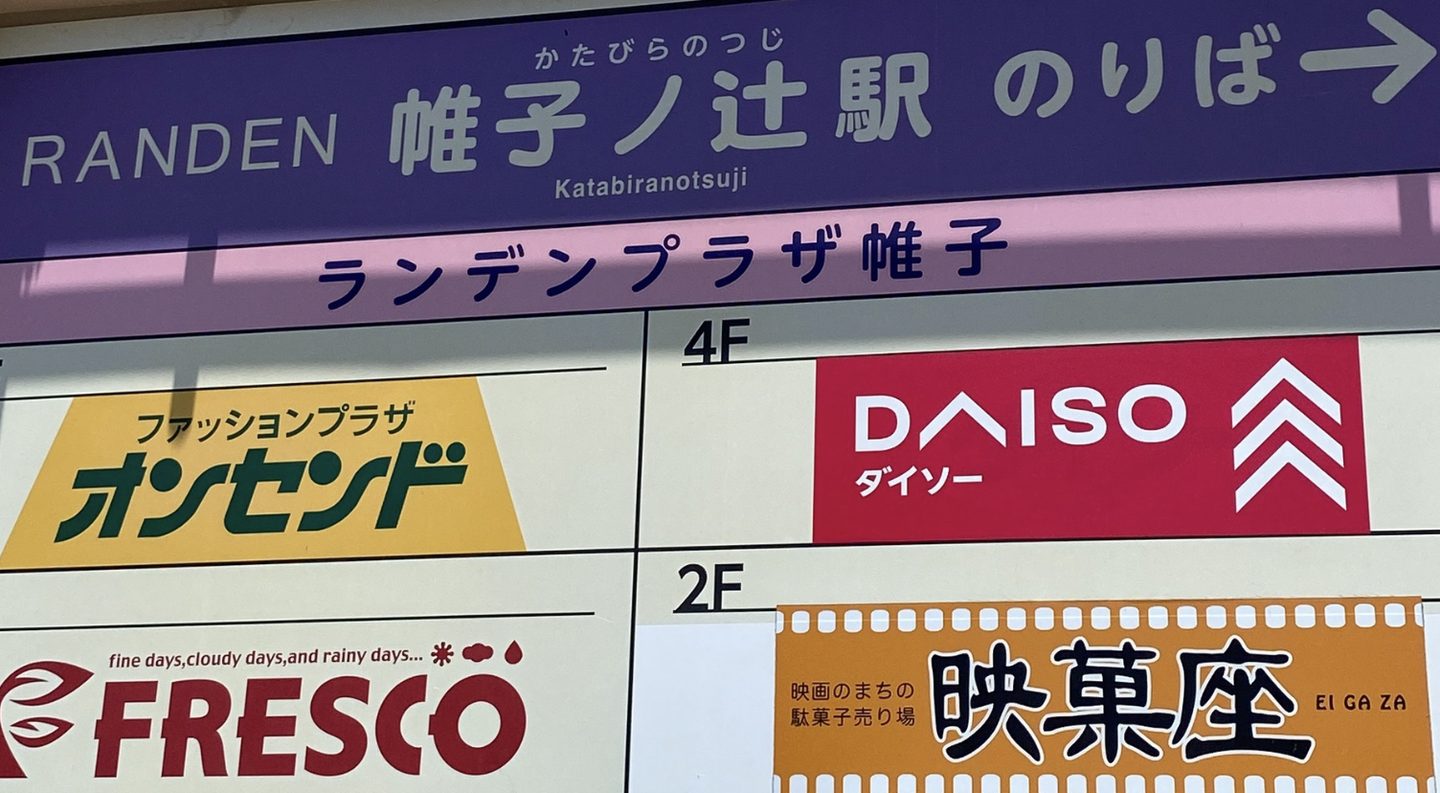 かたびらのつじ
RANDEN 帷子ノ辻駅 のりば→
Katabiranotsuji
ランデンプラザ帷子
ファッションプラザ
オンセンド
4F
DAISO
ダイソー
fine days,cloudy days,and rainy days...
FRESCO
2F
映画のまちの
駄菓子売り場
映菓座
EI GA ZA